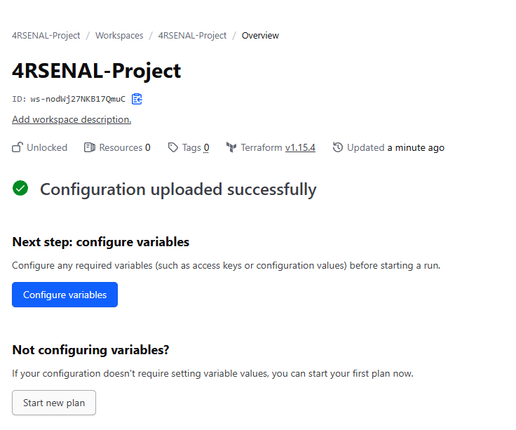 4RSENAL-Project / Workspaces / 4RSENAL-Project / Overview
4RSENAL-Project
ID: ws-nodWj27NKB17QmuC
Add workspace description.
Unlocked Resources 0 Tags 0 Terraform v1.15.4 Updated a minute ago
Configuration uploaded successfully
Next step: configure variables
Configure any required variables (such as access keys or configuration values) before starting a run.
Configure variables
Not configuring variables?
If your configuration doesn't require setting variable values, you can start your first plan now.
Start new plan